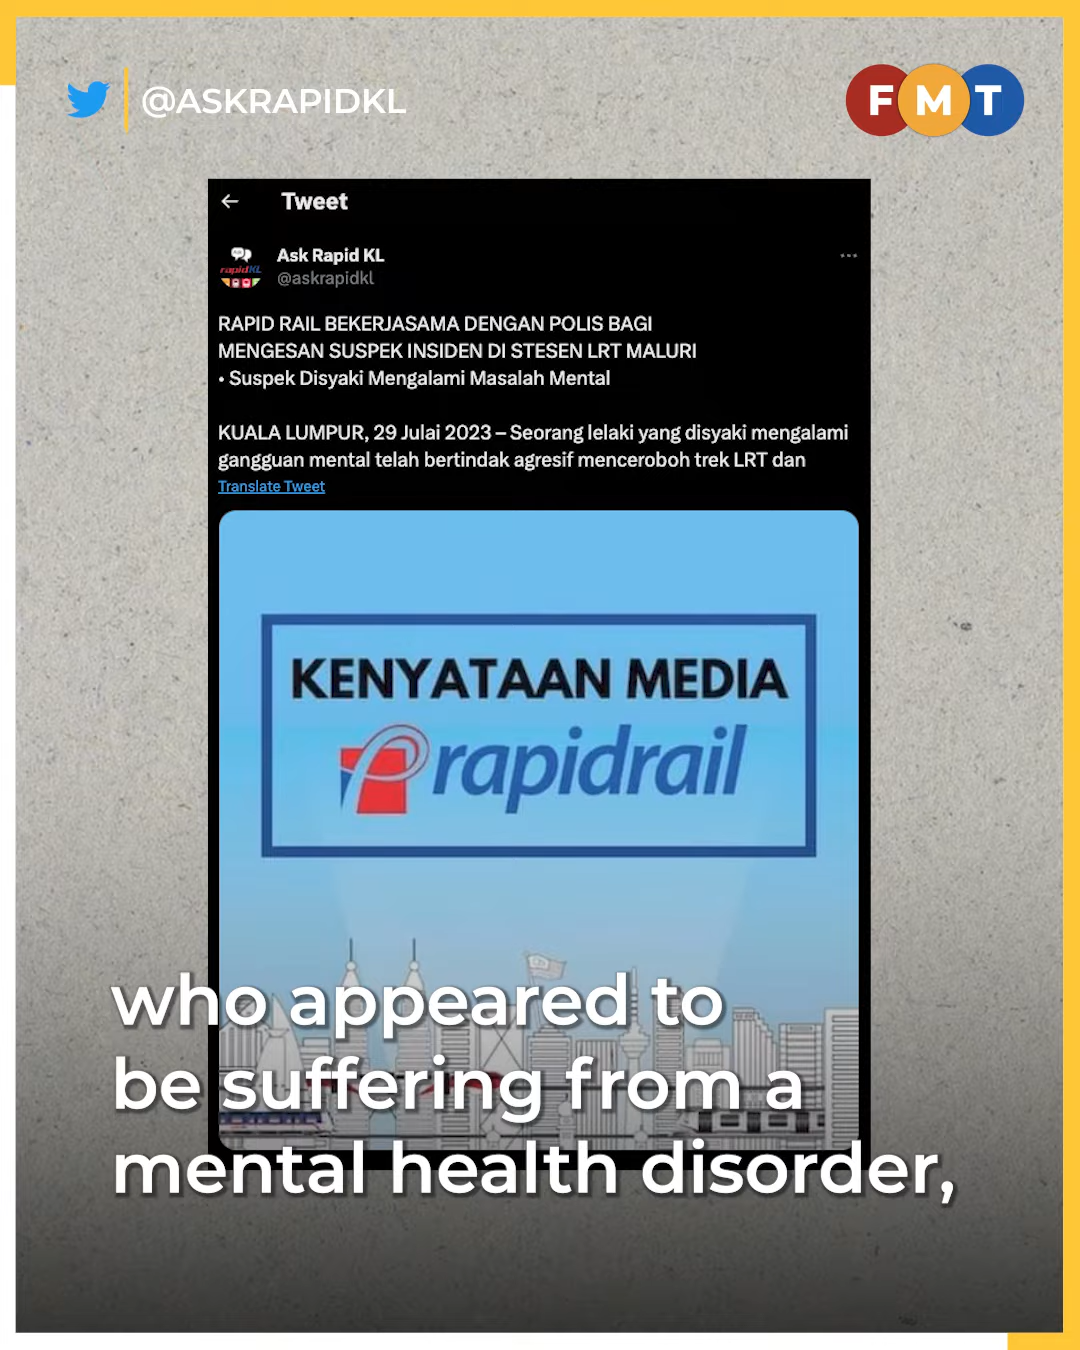 @ASKRAPIDKL
FMT
Tweet
Ask Rapid KL
@askrapidkl
rapidKL
RAPID RAIL BEKERJASAMA DENGAN POLIS BAGI
MENGESAN SUSPEK INSIDEN DI STESEN LRT MALURI
• Suspek Disyaki Mengalami Masalah Mental
KUALA LUMPUR, 29 Julai 2023 – Seorang lelaki yang disyaki mengalami
gangguan mental telah bertindak agresif menceroboh trek LRT dan
Translate Tweet
KENYATAAN MEDIA
rapidrail
who appeared to
be suffering from a
mental health disorder,